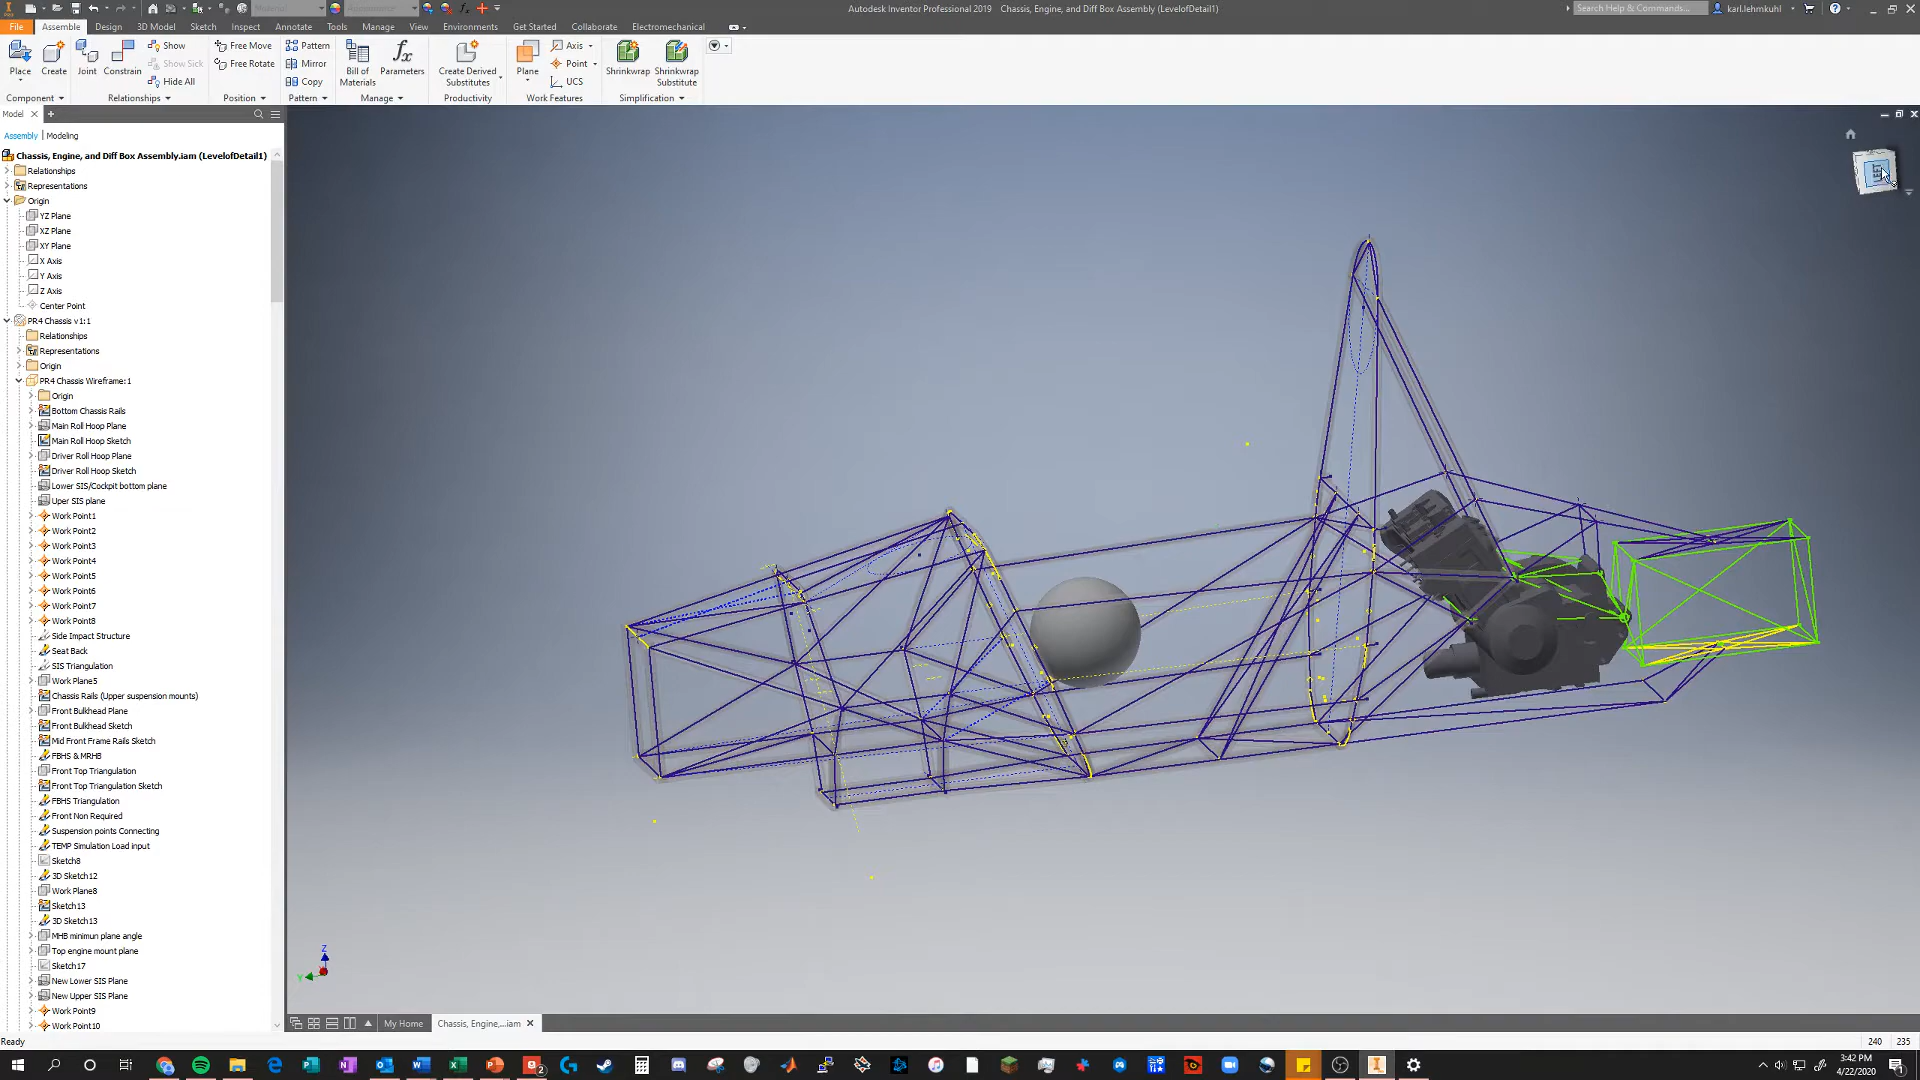 Material
Appearance
Autodesk Inventor Professional 2019 Chassis, Engine, and Diff Box Assembly (LevelofDetail1)
Search Help & Commands...
karl.lehmkuhl
File Assemble Design 3D Model Sketch Inspect Annotate Tools Manage View Environments Get Started Collaborate Electromechanical
Place
Create
Joint
Constrain
Show
Show Sick
Hide All
Free Move
Free Rotate
Pattern
Mirror
Copy
Bill of
Materials
Parameters
Create Derived
Substitutes
Plane
Axis
Point
UCS
Shrinkwrap
Shrinkwrap
Substitute
Component Relationships Position Pattern Manage Productivity Work Features Simplification
Model
Assembly Modeling
Chassis, Engine, and Diff Box Assembly.iam (LevelofDetail1)
Relationships
Representations
Origin
YZ Plane
XZ Plane
XY Plane
X Axis
Y Axis
Z Axis
Center Point
PR4 Chassis v1:1
Relationships
Representations
Origin
PR4 Chassis Wireframe:1
Origin
Bottom Chassis Rails
Main Roll Hoop Plane
Main Roll Hoop Sketch
Driver Roll Hoop Plane
Driver Roll Hoop Sketch
Lower SIS/Cockpit bottom plane
Uper SIS plane
Work Point1
Work Point2
Work Point3
Work Point4
Work Point5
Work Point6
Work Point7
Work Point8
Side Impact Structure
Seat Back
SIS Triangulation
Work Plane5
Chassis Rails (Upper suspension mounts)
Front Bulkhead Plane
Front Bulkhead Sketch
Mid Front Frame Rails Sketch
FBHS & MRHB
Front Top Triangulation
Front Top Triangulation Sketch
FBHS Triangulation
Front Non Required
Suspension points Connecting
TEMP Simulation Load input
Sketch8
3D Sketch12
Work Plane8
Sketch13
3D Sketch13
MHB minimun plane angle
Top engine mount plane
Sketch17
New Lower SIS Plane
New Upper SIS Plane
Work Point9
Work Point10
LEFT
Z
Y
My Home
Chassis, Engine,...iam
Ready
240 235
3:42 PM
4/22/2020